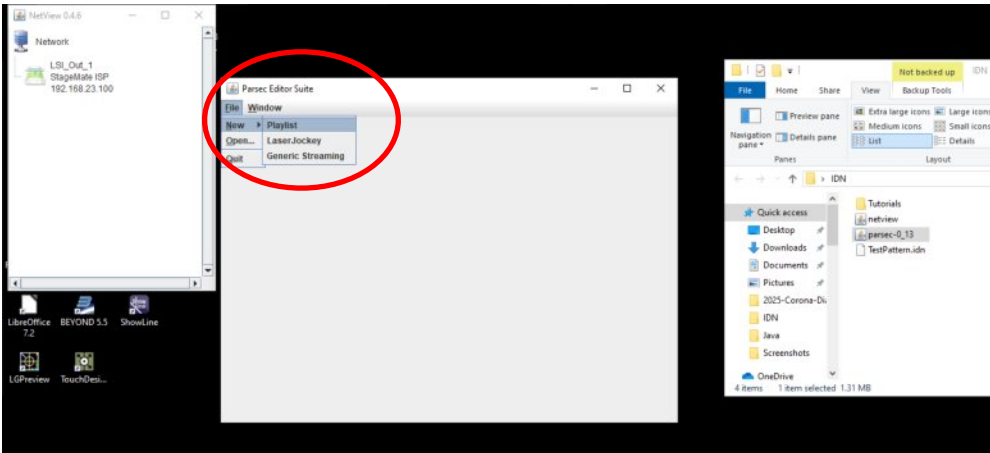 NetView 0.4.6
Network
LSI_Out_1
StageMate ISP
192.168.23.100
LibreOffice 7.2
BEYOND 5.5
ShowLine
LGPreview
TouchDesi...
Parsec Editor Suite
File Window
New Playlist
Open... LaserJockey
Quit Generic Streaming
Not backed up IDN
File Home Share View Backup Tools
Navigation pane
Preview pane
Details pane
Extra large icons Large icons
Medium icons Small icons
List Details
Panes Layout
IDN
Quick access
Desktop
Downloads
Documents
Pictures
2025-Corona-Di
IDN
Java
Screenshots
OneDrive
Tutorials
netview
parsec-0_13
TestPattern.idn
4 items 1 item selected 1.31 MB